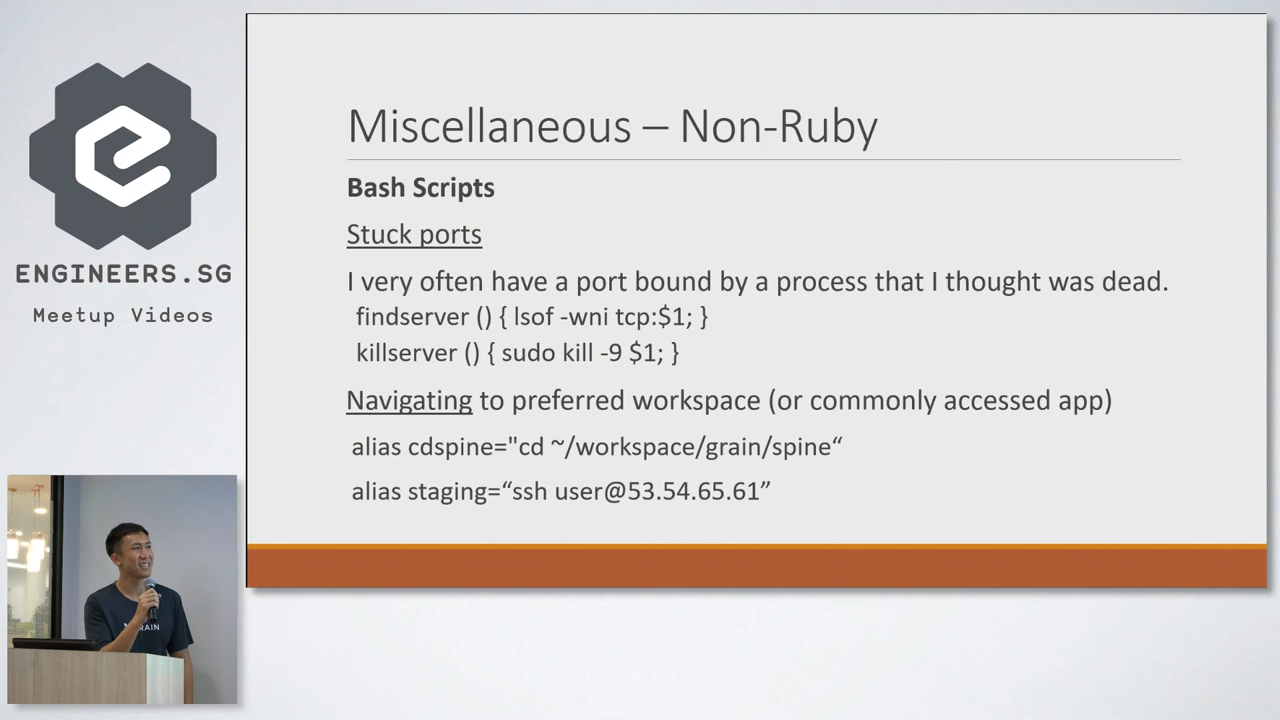 ENGINEERS.SG
Meetup Videos
Miscellaneous – Non-Ruby
Bash Scripts
Stuck ports
I very often have a port bound by a process that I thought was dead.
findserver () { lsof -wni tcp:$1; }
killserver () { sudo kill -9 $1; }
Navigating to preferred workspace (or commonly accessed app)
alias cdspine="cd ~/workspace/grain/spine“
alias staging=“ssh user@53.54.65.61”
RAIN